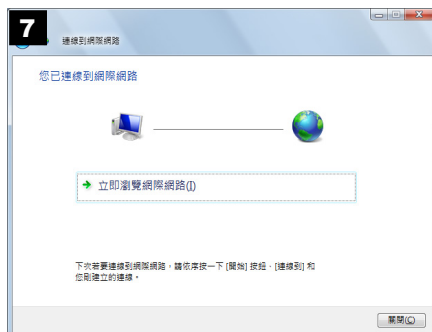 7
連線到網際網路
您已連線到網際網路
立即瀏覽網際網路(I)
下次若要連線到網際網路，請依序按一下 [開始] 按鈕、[連線到] 和
您剛建立的連線。
關閉(C)